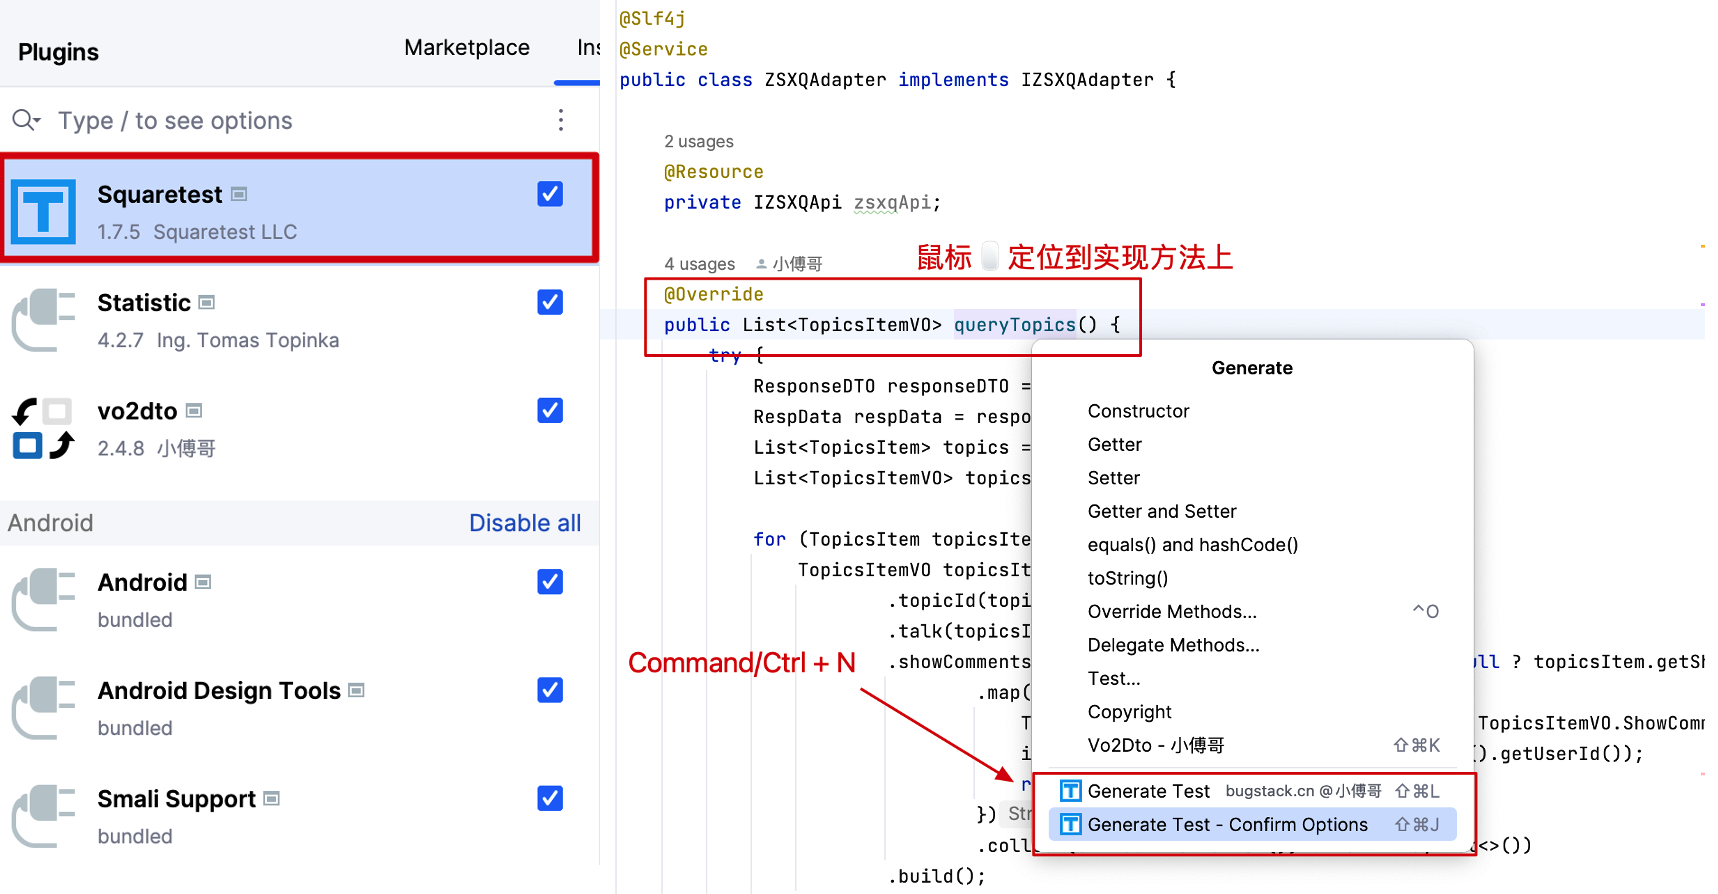 Plugins
Marketplace
Ins
Type / to see options
Squaretest
1.7.5 Squaretest LLC
Statistic
4.2.7 Ing. Tomas Topinka
vo2dto
2.4.8 小傅哥
Android
Disable all
Android
bundled
Android Design Tools
bundled
Smali Support
bundled
@Slf4j
@Service
public class ZSXQAdapter implements IZSXQAdapter {
2 usages
@Resource
private IZSXQApi zsxqApi;
鼠标 定位到实现方法上
4 usages 小傅哥
@Override
public List<TopicsItemVO> queryTopics() {
try {
ResponseDTO responseDTO =
RespData respData = respo
List<TopicsItem> topics =
List<TopicsItemVO> topics
for (TopicsItem topicsIte
TopicsItemVO topicsIt
.topicId(topi
.talk(topicsI
.showComments ull ? topicsItem.getSh
.map(
T TopicsItemVO.ShowComm
i ().getUserId());
r
}) Str
.coll <>())
.build();
Command/Ctrl + N
Generate
Constructor
Getter
Setter
Getter and Setter
equals() and hashCode()
toString()
Override Methods... ^O
Delegate Methods...
Test...
Copyright
Vo2Dto - 小傅哥 ⇧⌘K
Generate Test bugstack.cn @小傅哥 ⇧⌘L
Generate Test - Confirm Options ⇧⌘J